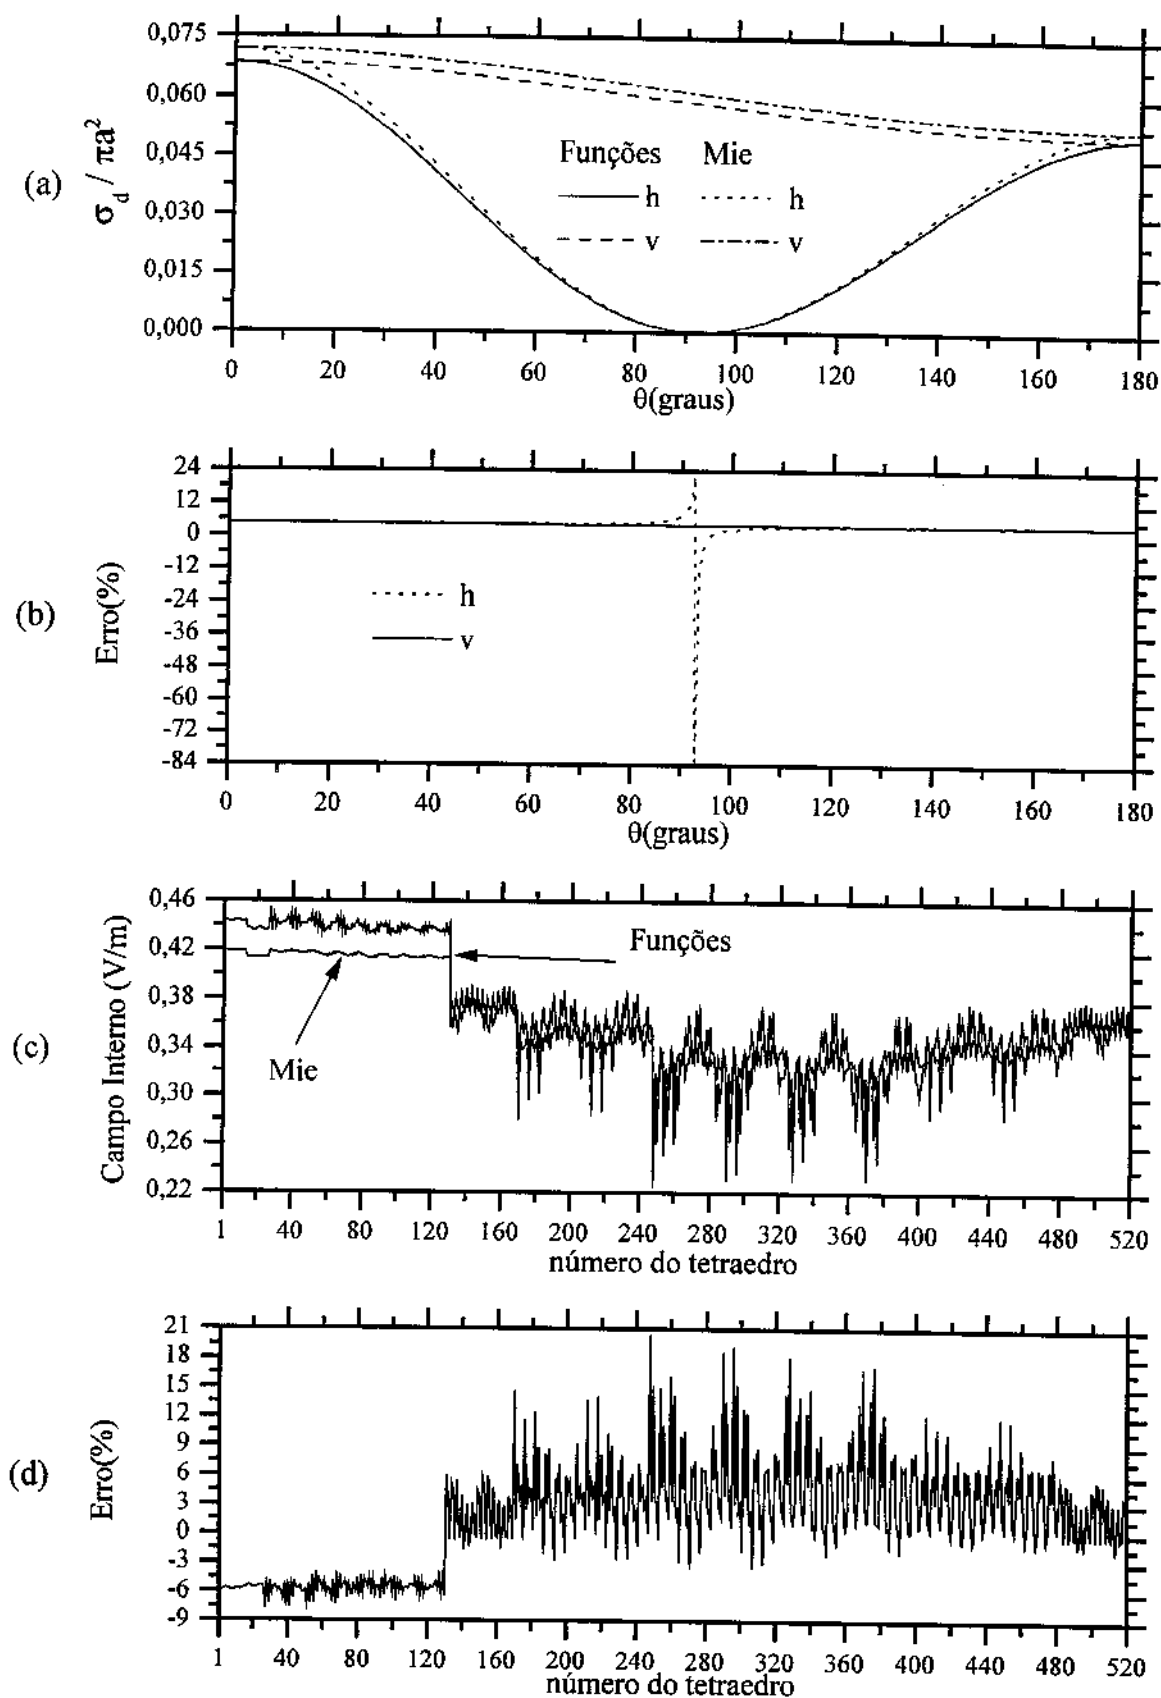 (a)
σd / πa²
0,075
0,060
0,045
0,030
0,015
0,000
Funções Mie
h h
v v
0 20 40 60 80 100 120 140 160 180
θ(graus)
(b)
Erro(%)
24
12
0
-12
-24
-36
-48
-60
-72
-84
h
v
0 20 40 60 80 100 120 140 160 180
θ(graus)
(c)
Campo Interno (V/m)
0,46
0,42
0,38
0,34
0,30
0,26
0,22
Funções
Mie
1 40 80 120 160 200 240 280 320 360 400 440 480 520
número do tetraedro
(d)
Erro(%)
21
18
15
12
9
6
3
0
-3
-6
-9
1 40 80 120 160 200 240 280 320 360 400 440 480 520
número do tetraedro